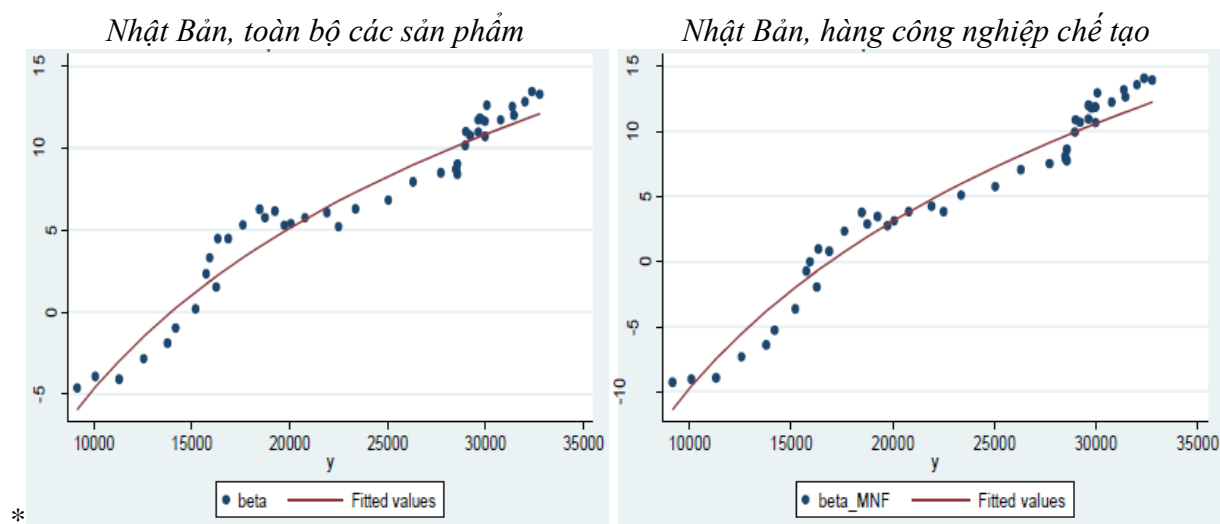 Nhật Bản, toàn bộ các sản phẩm
15
10
5
0
-5
10000 15000 20000 25000 30000 35000
y
beta Fitted values
Nhật Bản, hàng công nghiệp chế tạo
15
10
5
0
-5
-10
10000 15000 20000 25000 30000 35000
y
beta_MNF Fitted values
*